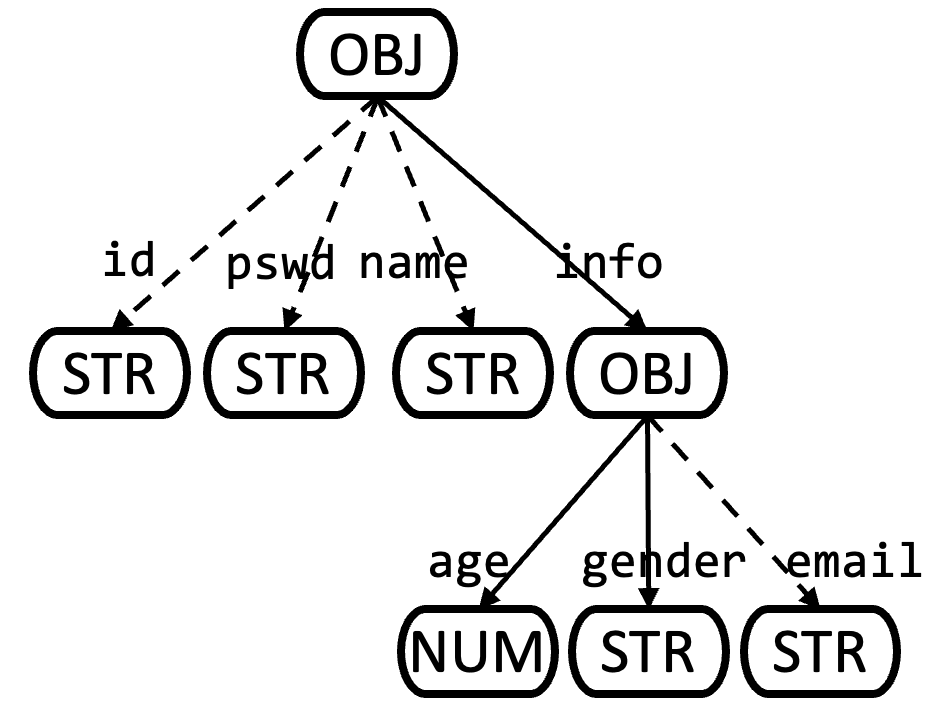 OBJ
id pswd name info
STR STR STR OBJ
age gender email
NUM STR STR